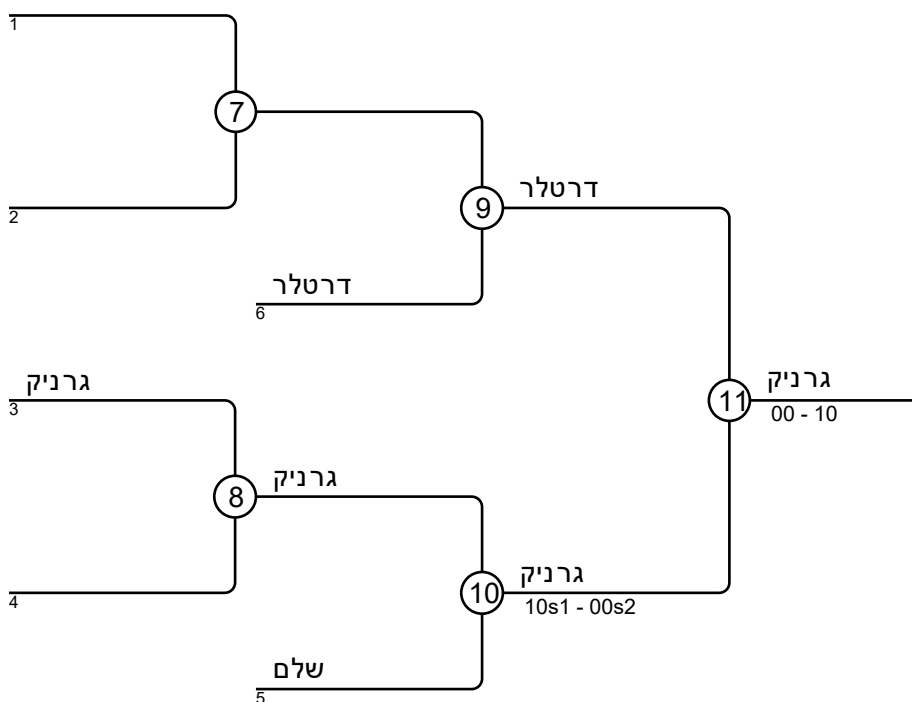 1
7
2
דרטלר
9
דרטלר
6
גרניק
3
גרניק
11
00 - 10
גרניק
8
גרניק
10
10s1 - 00s2
4
שלם
5